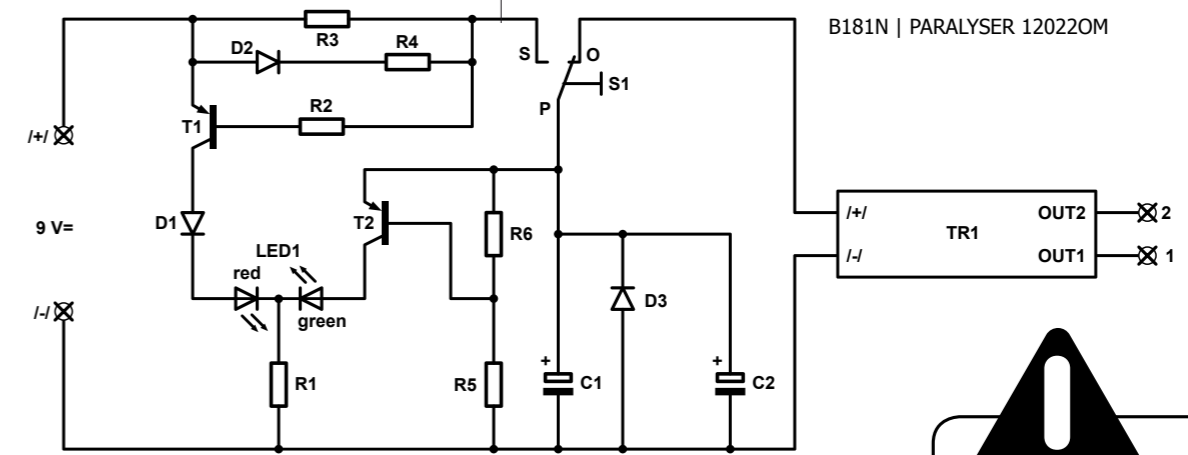 B181N | PARALYSER 12022OM
R3
D2
R4
S
O
S1
P
R2
T1
/+/
9 V=
D1
T2
R6
/+/
OUT2
2
TR1
/-/
OUT1
1
LED1
red
green
D3
/-/
R1
R5
+
C1
+
C2